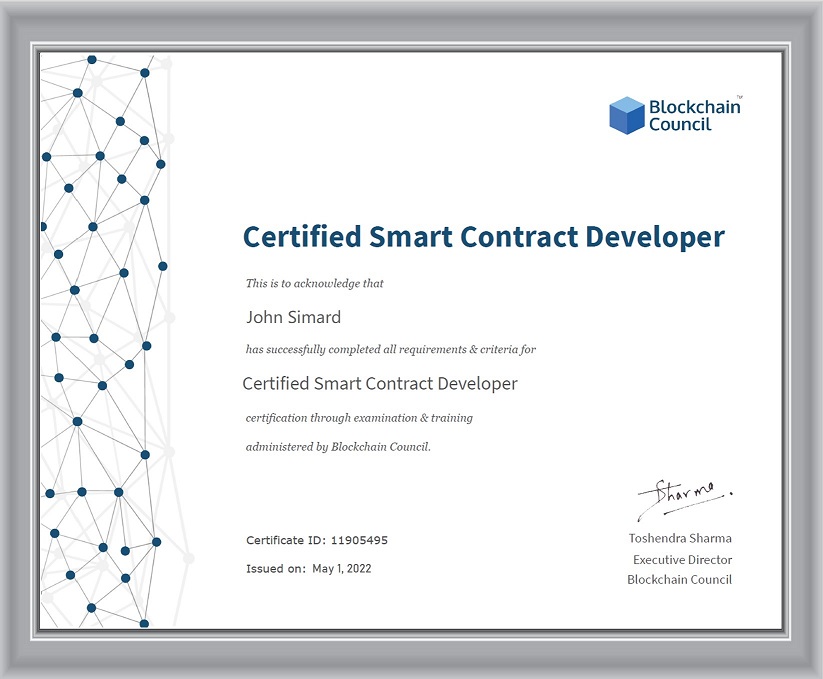 Blockchain™
Council
Certified Smart Contract Developer
This is to acknowledge that
John Simard
has successfully completed all requirements & criteria for
Certified Smart Contract Developer
certification through examination & training
administered by Blockchain Council.
Sharma
Certificate ID: 11905495
Issued on: May 1, 2022
Toshendra Sharma
Executive Director
Blockchain Council